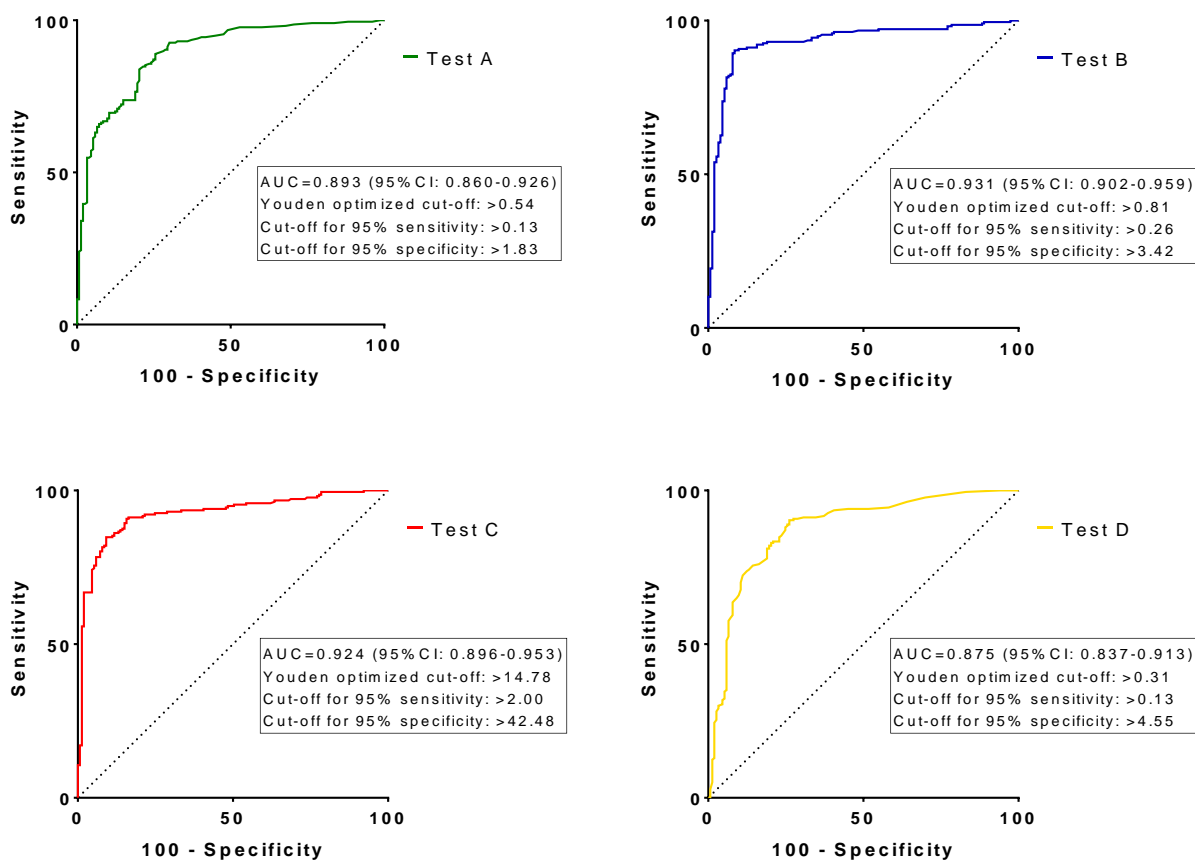 100
50
0
Sensitivity
Test A
AUC=0.893 (95%CI: 0.860-0.926)
Youden optimized cut-off: >0.54
Cut-off for 95% sensitivity: >0.13
Cut-off for 95% specificity: >1.83
0 50 100
100 - Specificity
100
50
0
Sensitivity
Test B
AUC=0.931 (95%CI: 0.902-0.959)
Youden optimized cut-off: >0.81
Cut-off for 95% sensitivity: >0.26
Cut-off for 95% specificity: >3.42
0 50 100
100 - Specificity
100
50
0
Sensitivity
Test C
AUC=0.924 (95%CI: 0.896-0.953)
Youden optimized cut-off: >14.78
Cut-off for 95% sensitivity: >2.00
Cut-off for 95% specificity: >42.48
0 50 100
100 - Specificity
100
50
0
Sensitivity
Test D
AUC=0.875 (95%CI: 0.837-0.913)
Youden optimized cut-off: >0.31
Cut-off for 95% sensitivity: >0.13
Cut-off for 95% specificity: >4.55
0 50 100
100 - Specificity